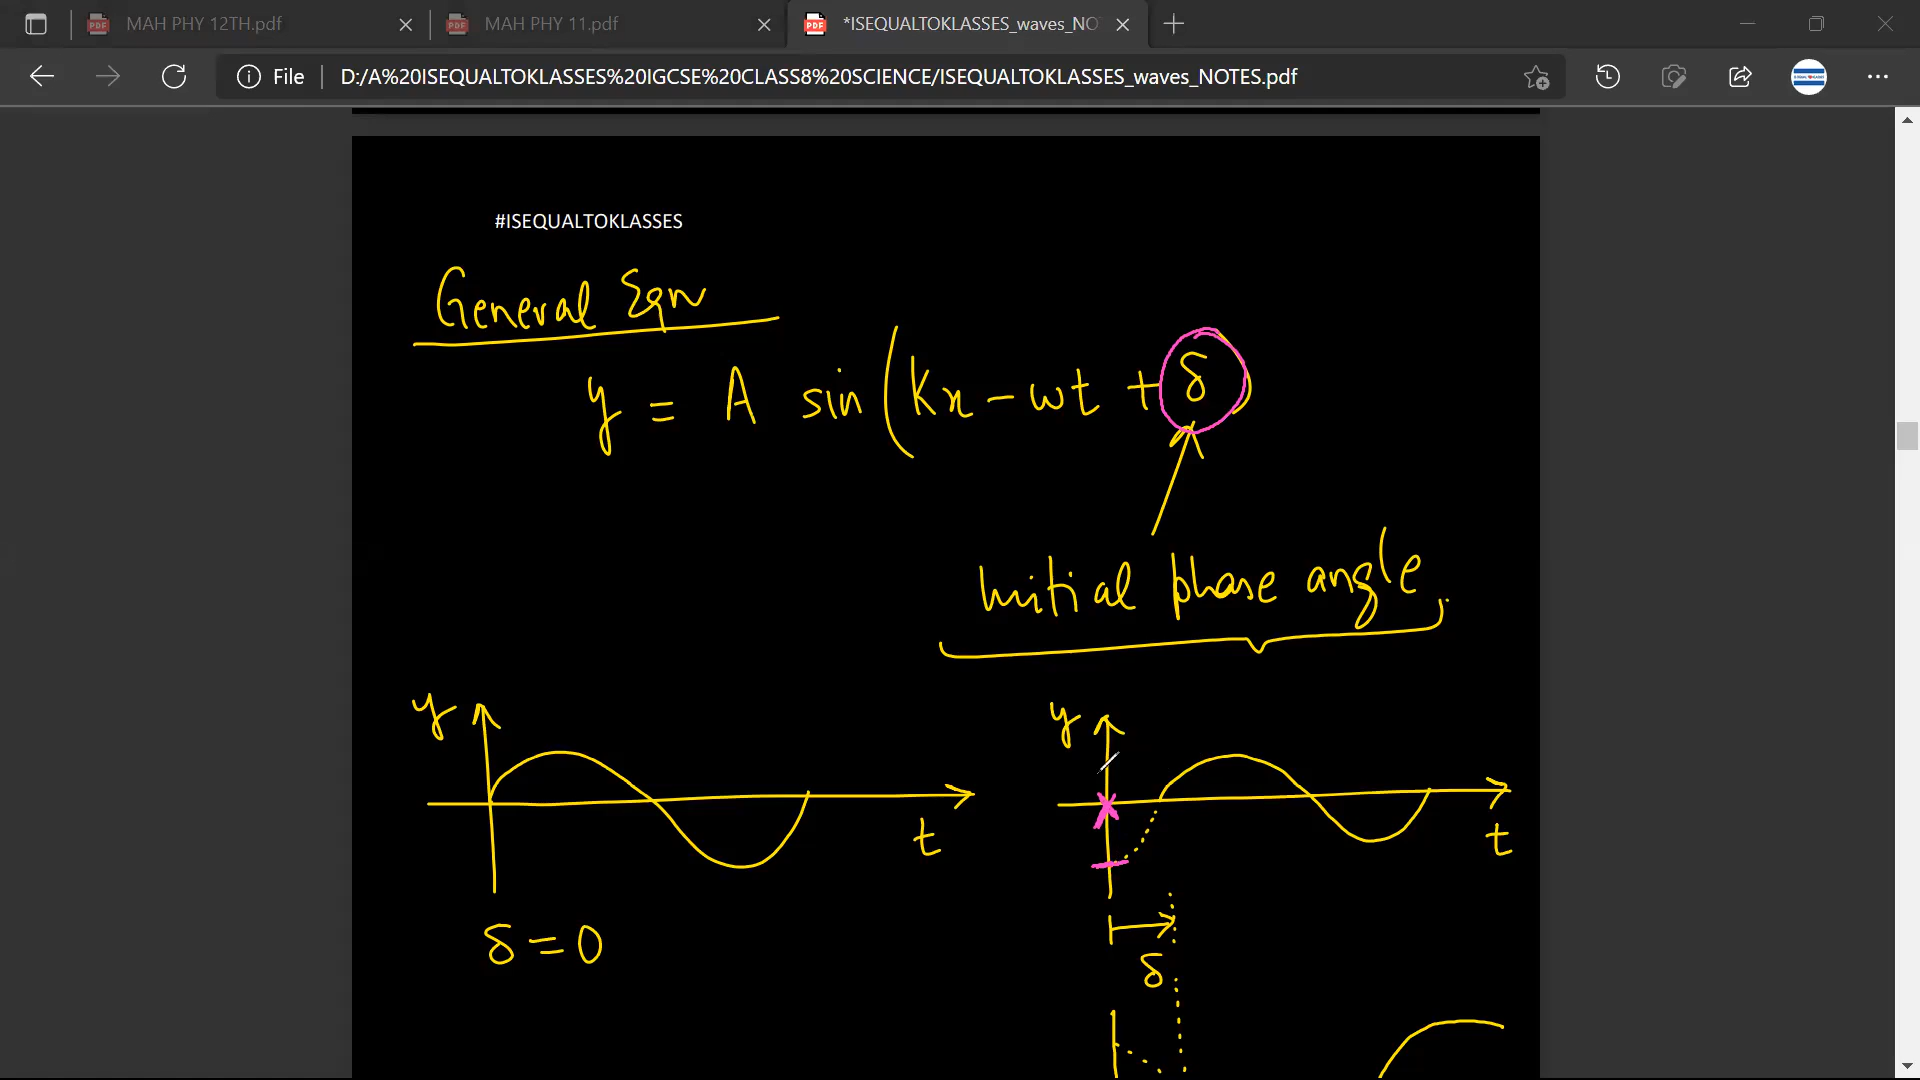 MAH PHY 12TH.pdf
MAH PHY 11.pdf
*ISEQUALTOKLASSES_waves_NO
File
D:/A%20ISEQUALTOKLASSES%20IGCSE%20CLASS8%20SCIENCE/ISEQUALTOKLASSES_waves_NOTES.pdf
#ISEQUALTOKLASSES
General Eqn
y = A sin (Kx - wt + δ)
Initial phase angle
y
t
δ = 0
y
t
δ